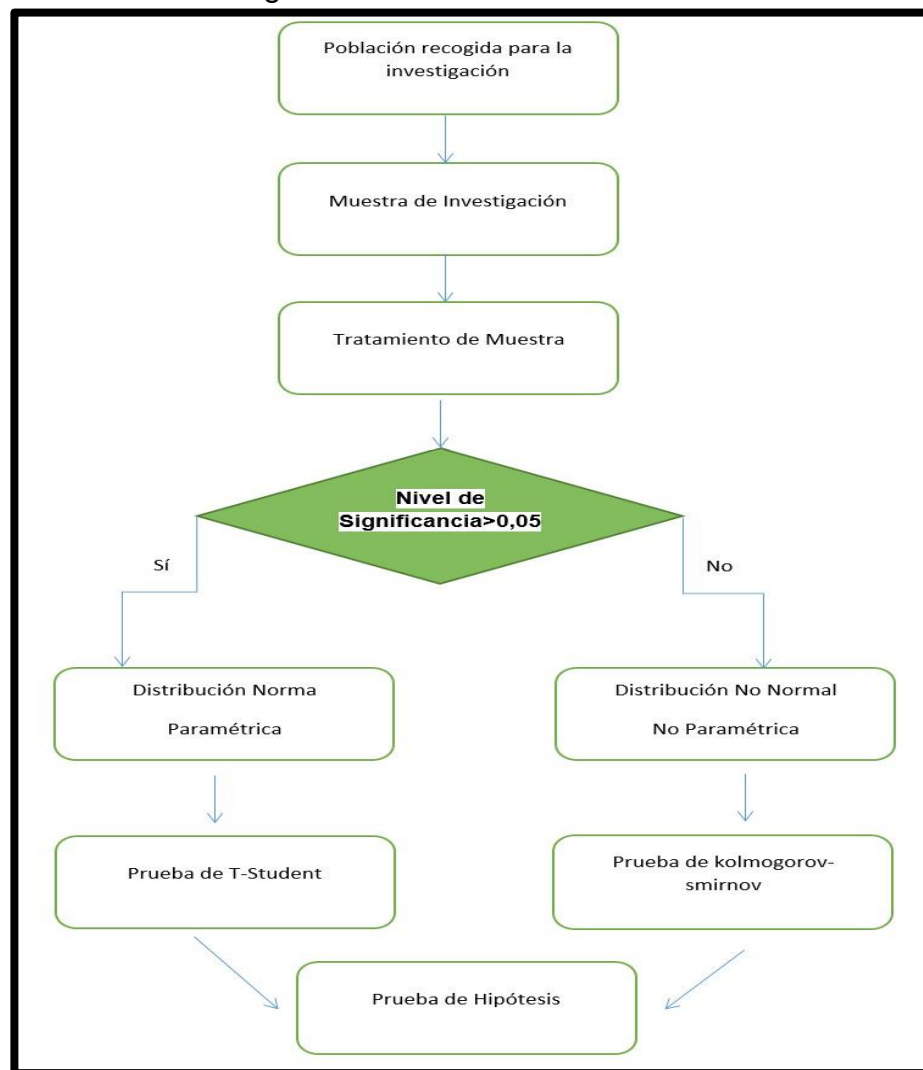 Población recogida para la
investigación
Muestra de Investigación
Tratamiento de Muestra
Nivel de
Significancia>0,05
Sí
No
Distribución Norma
Paramétrica
Distribución No Normal
No Paramétrica
Prueba de T-Student
Prueba de kolmogorov-
smirnov
Prueba de Hipótesis